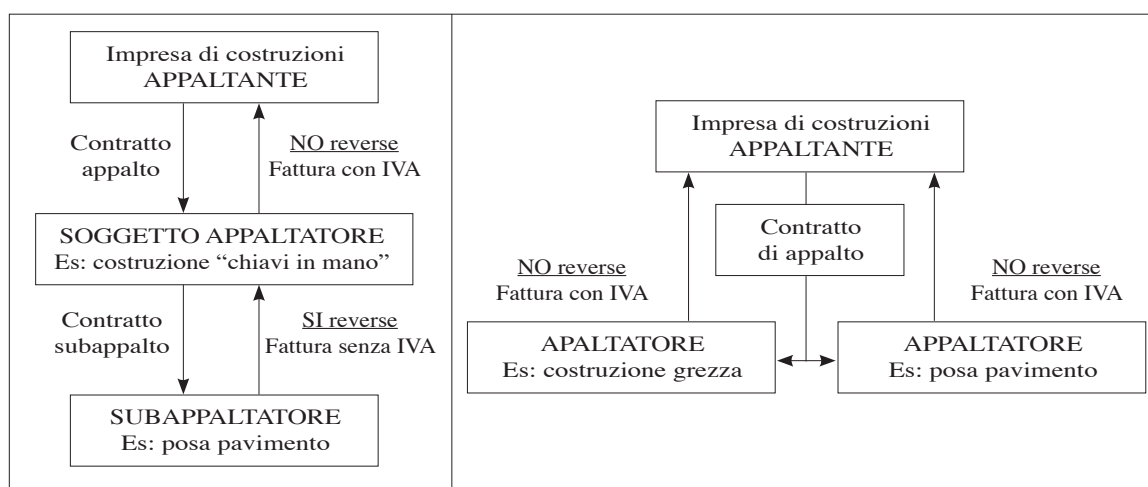 Impresa di costruzioni
APPALTANTE
Contratto
appalto
NO reverse
Fattura con IVA
SOGGETTO APPALTATORE
Es: costruzione “chiavi in mano”
Contratto
subappalto
SI reverse
Fattura senza IVA
SUBAPPALTATORE
Es: posa pavimento
Impresa di costruzioni
APPALTANTE
Contratto
di appalto
NO reverse
Fattura con IVA
NO reverse
Fattura con IVA
APALTATORE
Es: costruzione grezza
APPALTATORE
Es: posa pavimento